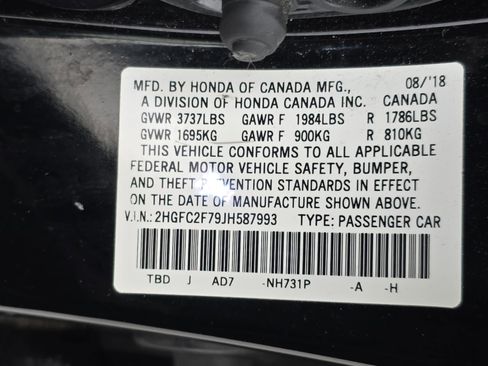 MFD. BY HONDA OF CANADA MFG., 08/'18
A DIVISION OF HONDA CANADA INC. CANADA
GVWR 3737LBS GAWR F 1984LBS R 1786LBS
GVWR 1695KG GAWR F 900KG R 810KG
THIS VEHICLE CONFORMS TO ALL APPLICABLE
FEDERAL MOTOR VEHICLE SAFETY, BUMPER,
AND THEFT PREVENTION STANDARDS IN EFFECT
ON THE DATE OF MANUFACTURE SHOWN ABOVE.
V.I.N.: 2HGFC2F79JH587993 TYPE: PASSENGER CAR
TBD J AD7 -NH731P -A -H